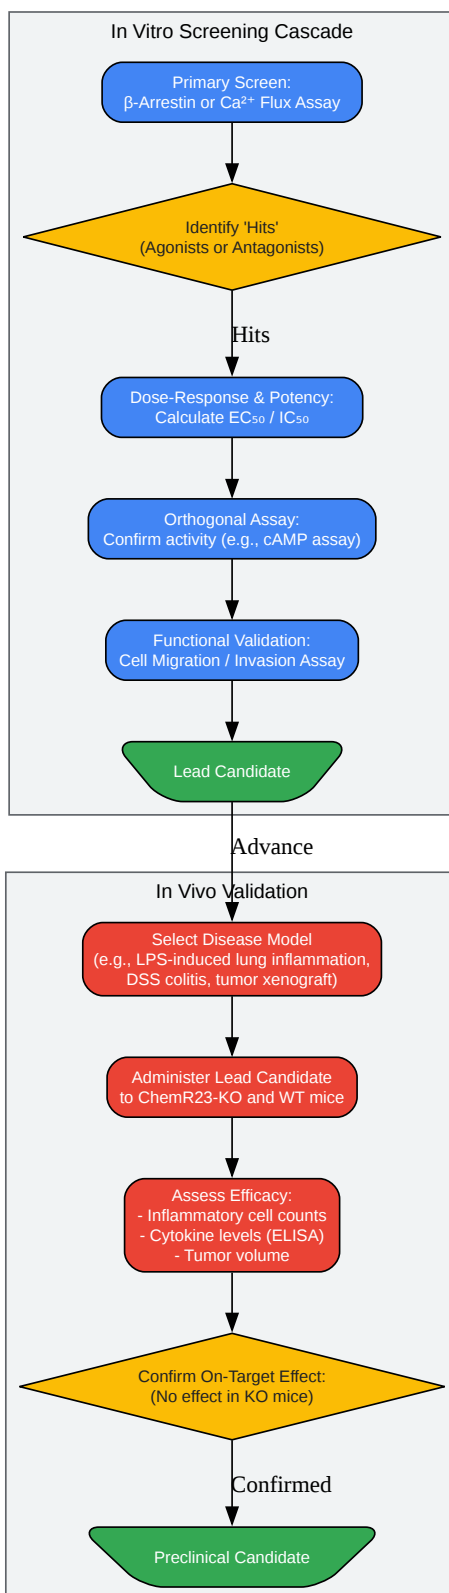 In Vitro Screening Cascade
Primary Screen:
β-Arrestin or Ca²⁺ Flux Assay
Identify 'Hits'
(Agonists or Antagonists)
Hits
Dose-Response & Potency:
Calculate EC₅₀ / IC₅₀
Orthogonal Assay:
Confirm activity (e.g., cAMP assay)
Functional Validation:
Cell Migration / Invasion Assay
Lead Candidate
Advance
In Vivo Validation
Select Disease Model
(e.g., LPS-induced lung inflammation,
DSS colitis, tumor xenograft)
Administer Lead Candidate
to ChemR23-KO and WT mice
Assess Efficacy:
- Inflammatory cell counts
- Cytokine levels (ELISA)
- Tumor volume
Confirm On-Target Effect:
(No effect in KO mice)
Confirmed
Preclinical Candidate